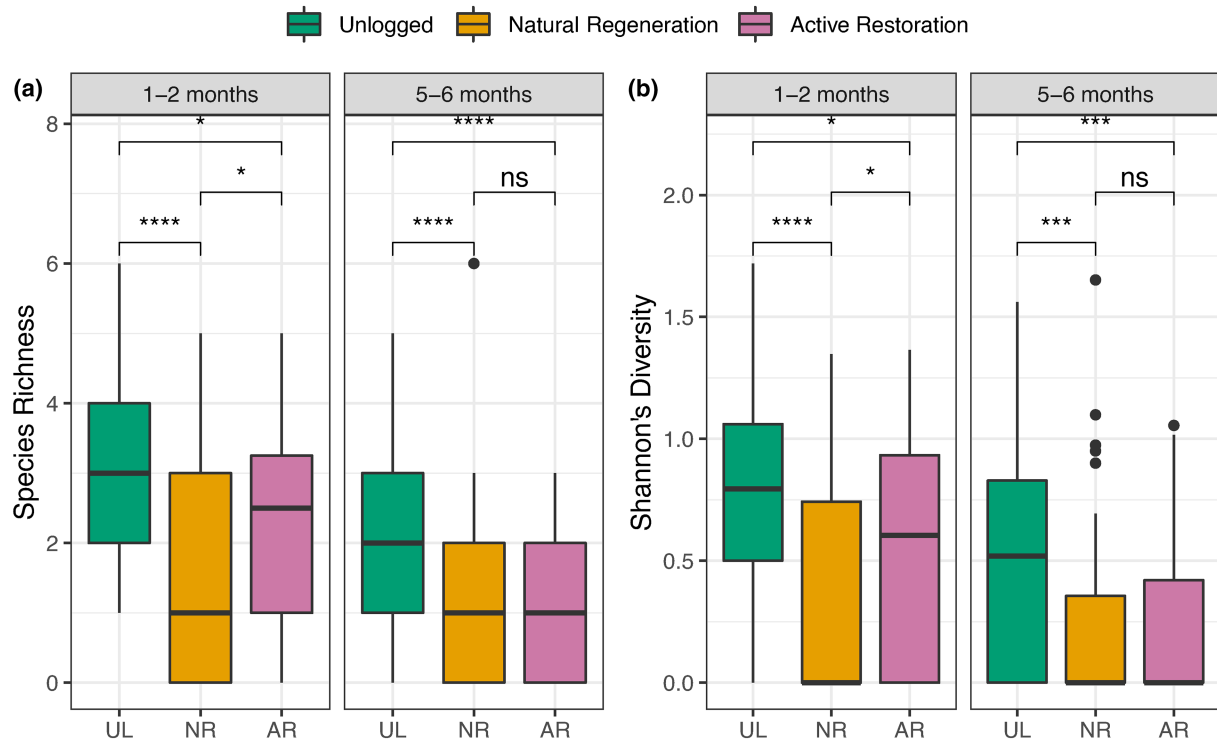 Unlogged Natural Regeneration Active Restoration
(a) 1–2 months 5–6 months
Species Richness
8
6
4
2
0
* ****
* ns
**** ****
UL NR AR UL NR AR
(b) 1–2 months 5–6 months
Shannon's Diversity
2.0
1.5
1.0
0.5
0.0
* ***
* ns
**** ***
UL NR AR UL NR AR